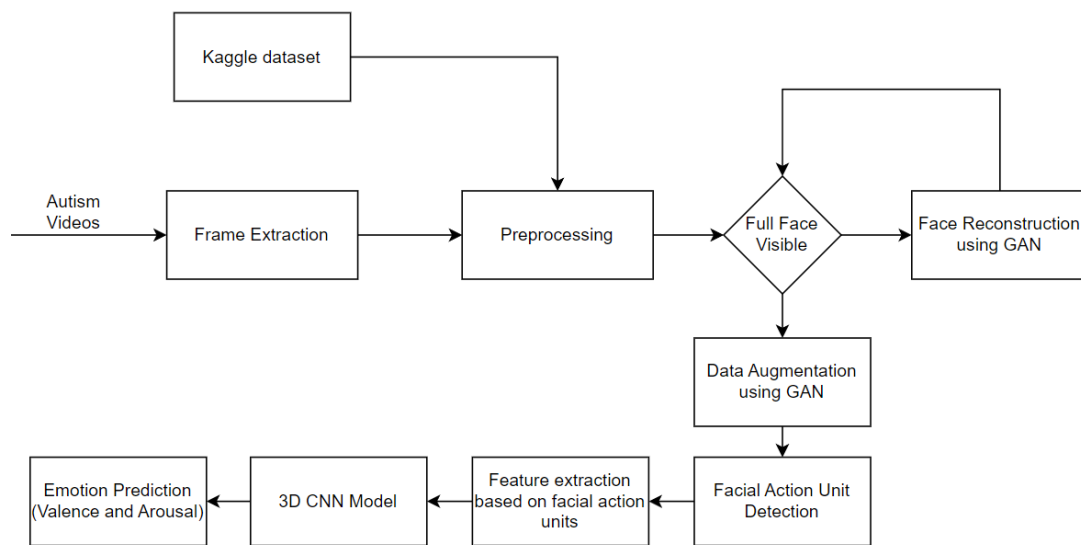 Kaggle dataset
Autism
Videos
Frame Extraction
Preprocessing
Full Face
Visible
Face Reconstruction
using GAN
Data Augmentation
using GAN
Emotion Prediction
(Valence and Arousal)
3D CNN Model
Feature extraction
based on facial action
units
Facial Action Unit
Detection